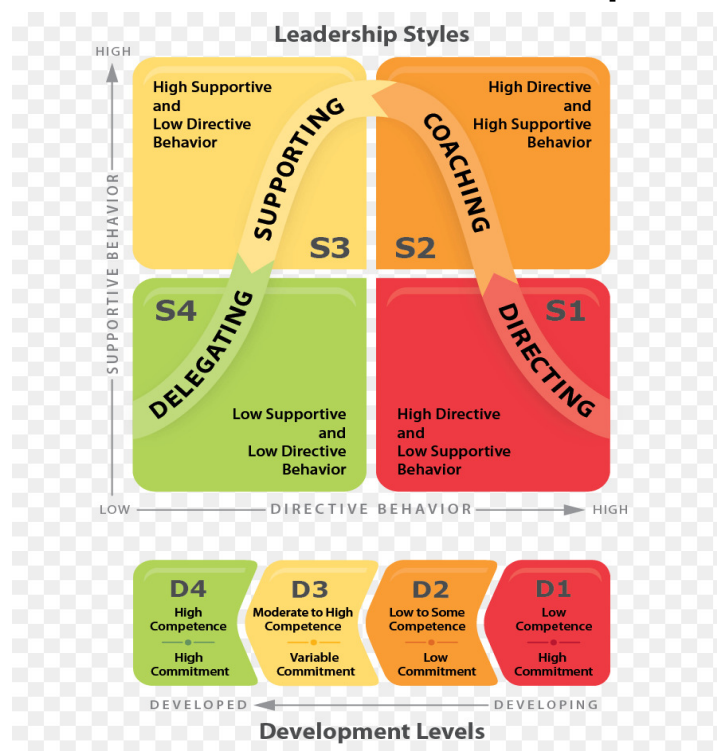 Leadership Styles
HIGH
High Supportive
and
Low Directive
Behavior
High Directive
and
High Supportive
Behavior
SUPPORTING
COACHING
S3
S2
SUPPORTIVE BEHAVIOR
S4
S1
DELEGATING
DIRECTING
Low Supportive
and
Low Directive
Behavior
High Directive
and
Low Supportive
Behavior
LOW
DIRECTIVE BEHAVIOR
HIGH
D4
High
Competence
High
Commitment
D3
Moderate to High
Competence
Variable
Commitment
D2
Low to Some
Competence
Low
Commitment
D1
Low
Competence
High
Commitment
DEVELOPED
DEVELOPING
Development Levels